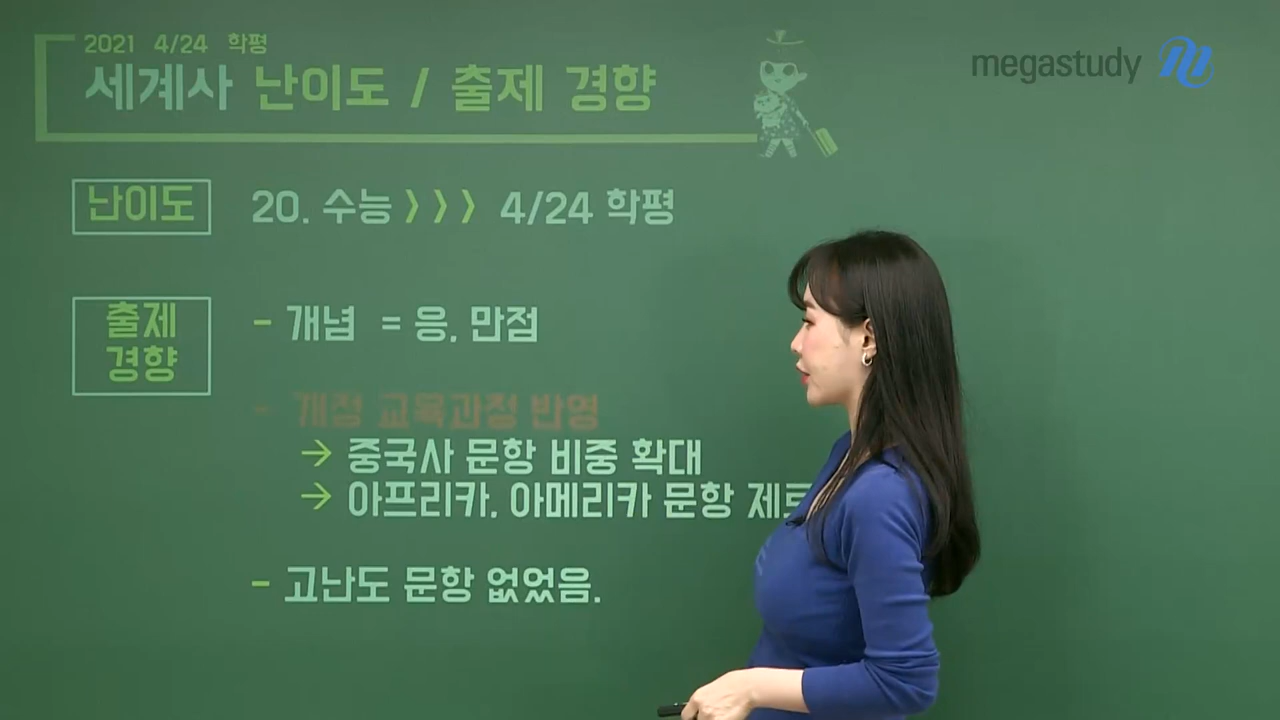 2021 4/24 학평
세계사 난이도 / 출제 경향
megastudy
난이도
20. 수능 〉〉〉 4/24 학평
출제
경향
- 개념 = 응. 만점
- 개정 교육과정 반영
→ 중국사 문항 비중 확대
→ 아프리카. 아메리카 문항
- 고난도 문항 없었음.